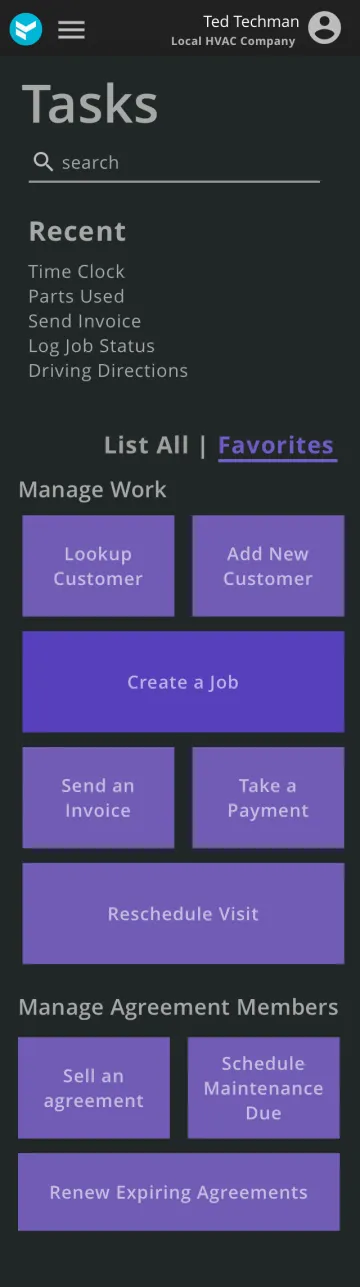 Ted Techman
Local HVAC Company
Tasks
search
Recent
Time Clock
Parts Used
Send Invoice
Log Job Status
Driving Directions
List All | Favorites
Manage Work
Lookup
Customer
Add New
Customer
Create a Job
Send an
Invoice
Take a
Payment
Reschedule Visit
Manage Agreement Members
Sell an
agreement
Schedule
Maintenance
Due
Renew Expiring Agreements